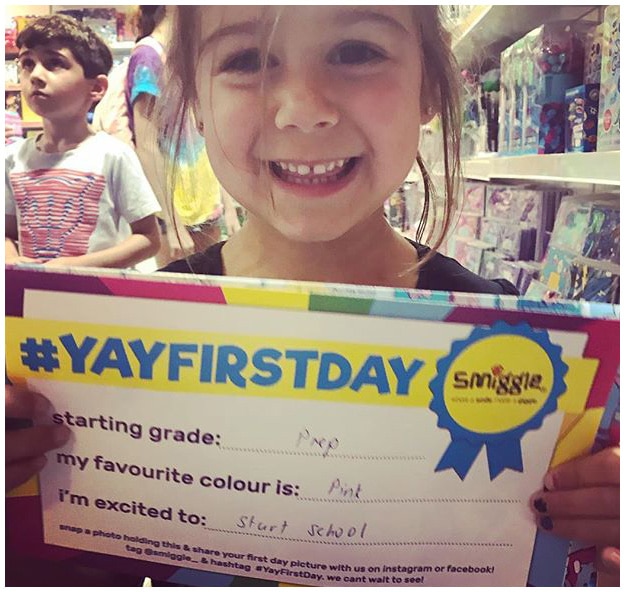 #YAYFIRSTDAY
smiggle
starting grade: Prep
my favourite colour is: Pink
i'm excited to: start school
snap a photo holding this & share your first day picture with us on instagram or facebook!
tag @smiggle_ & hashtag #YayFirstDay. we cant wait to see!